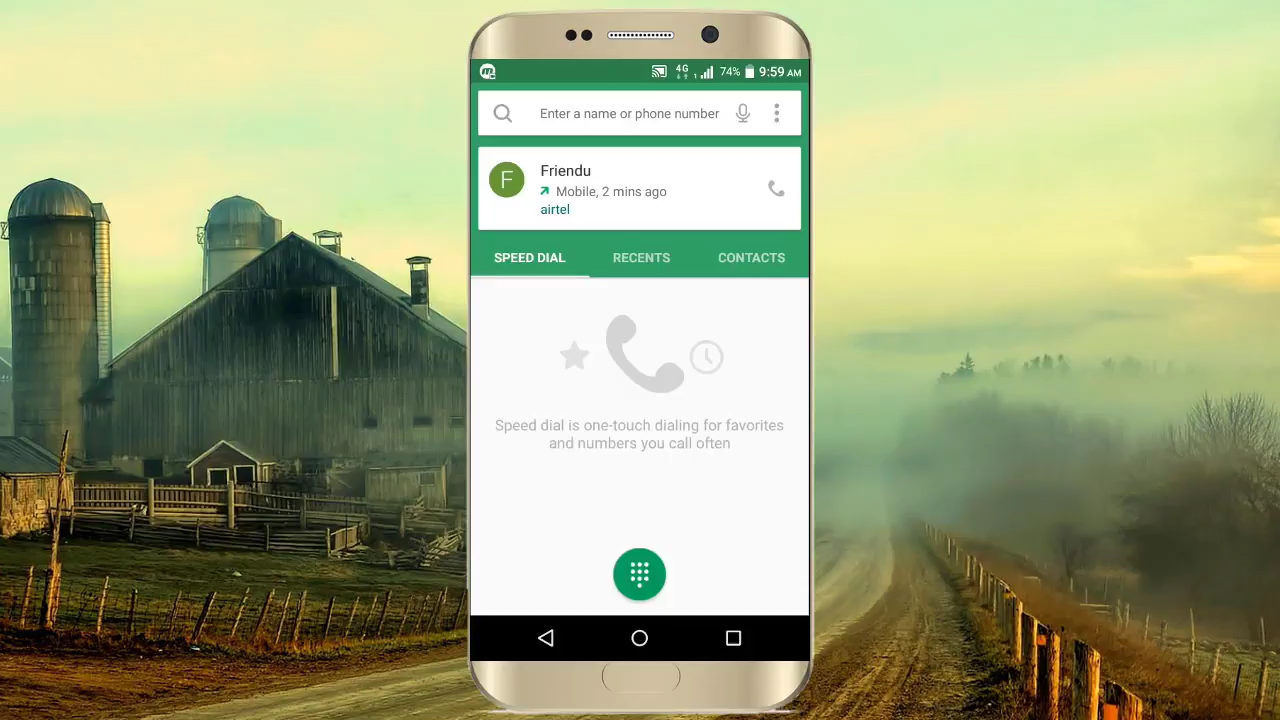 4G
1
74%
9:59 AM
Enter a name or phone number
F
Friendu
Mobile, 2 mins ago
airtel
SPEED DIAL
RECENTS
CONTACTS
Speed dial is one-touch dialing for favorites
and numbers you call often